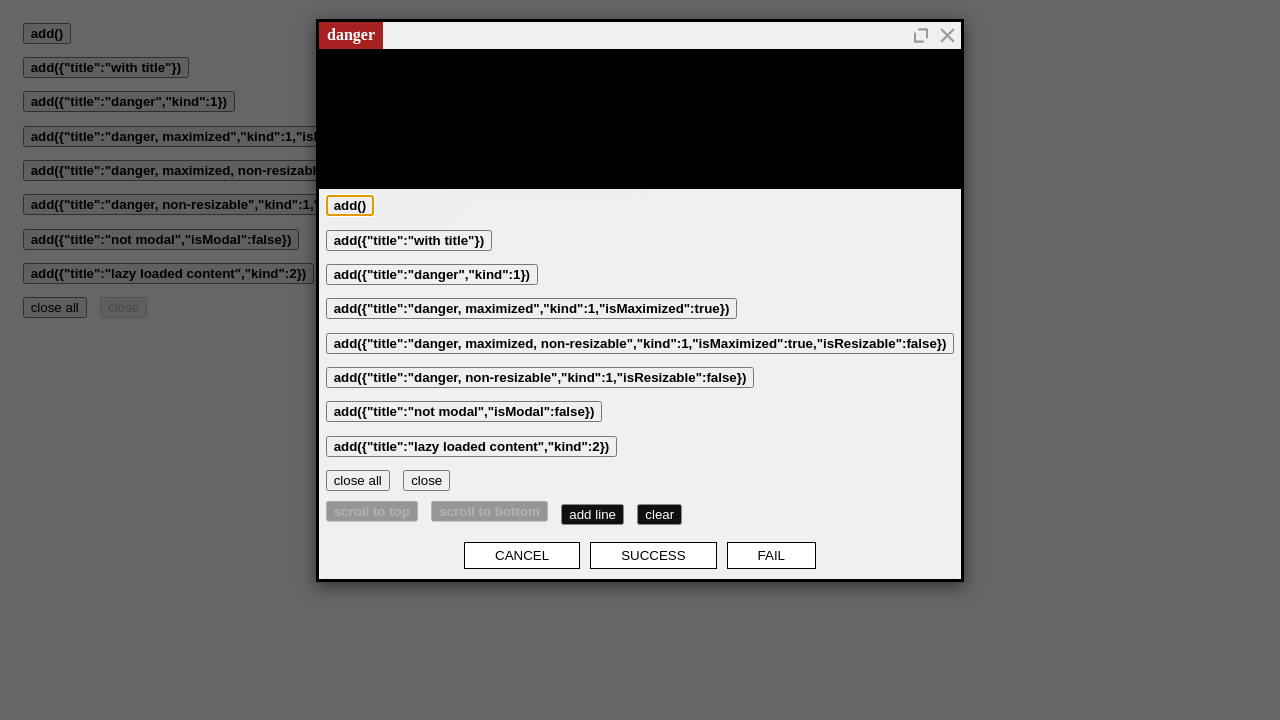 add()
add({"title":"with title"})
add({"title":"danger","kind":1})
add({"title":"danger, maximized","kind":1,"isM
add({"title":"danger, maximized, non-resizabl
add({"title":"danger, non-resizable","kind":1,"
add({"title":"not modal","isModal":false})
add({"title":"lazy loaded content","kind":2})
close all close
danger
add()
add({"title":"with title"})
add({"title":"danger","kind":1})
add({"title":"danger, maximized","kind":1,"isMaximized":true})
add({"title":"danger, maximized, non-resizable","kind":1,"isMaximized":true,"isResizable":false})
add({"title":"danger, non-resizable","kind":1,"isResizable":false})
add({"title":"not modal","isModal":false})
add({"title":"lazy loaded content","kind":2})
close all close
scroll to top scroll to bottom add line clear
CANCEL SUCCESS FAIL